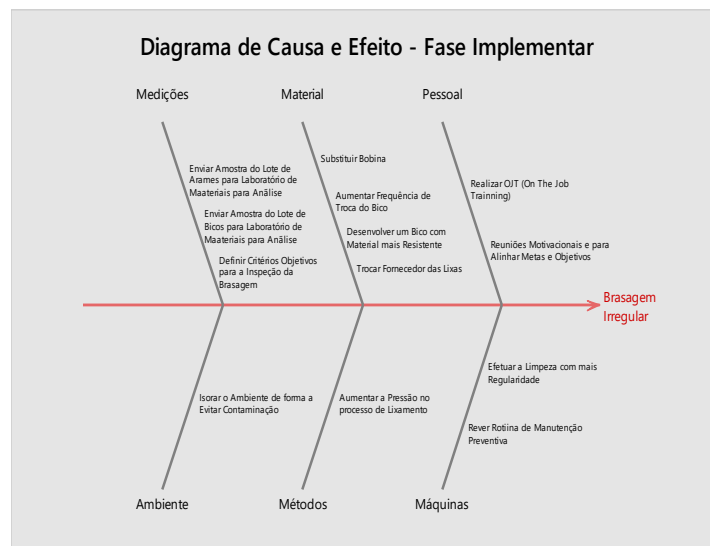 Diagrama de Causa e Efeito - Fase Implementar
Medições
Material
Pessoal
Enviar Amostra do Lote de
Arames para Laboratório de
Maateriais para Análise
Enviar Amostra do Lote de
Bicos para Laboratório de
Maateriais para Análise
Definir Critérios Objetivos
para a Inspeção da
Brasagem
Substituir Bobina
Aumentar Frequência de
Troca do Bico
Desenvolver um Bico com
Material mais Resistente
Trocar Fornecedor das Lixas
Realizar OJT (On The Job
Trainning)
Reuniões Motivacionais e para
Alinhar Metas e Objetivos
Brasagem
Irregular
Isorar o Ambiente de forma a
Evitar Contaminação
Aumentar a Pressão no
processo de Lixamento
Efetuar a Limpeza com mais
Regularidade
Rever Rotiina de Manutenção
Preventiva
Ambiente
Métodos
Máquinas